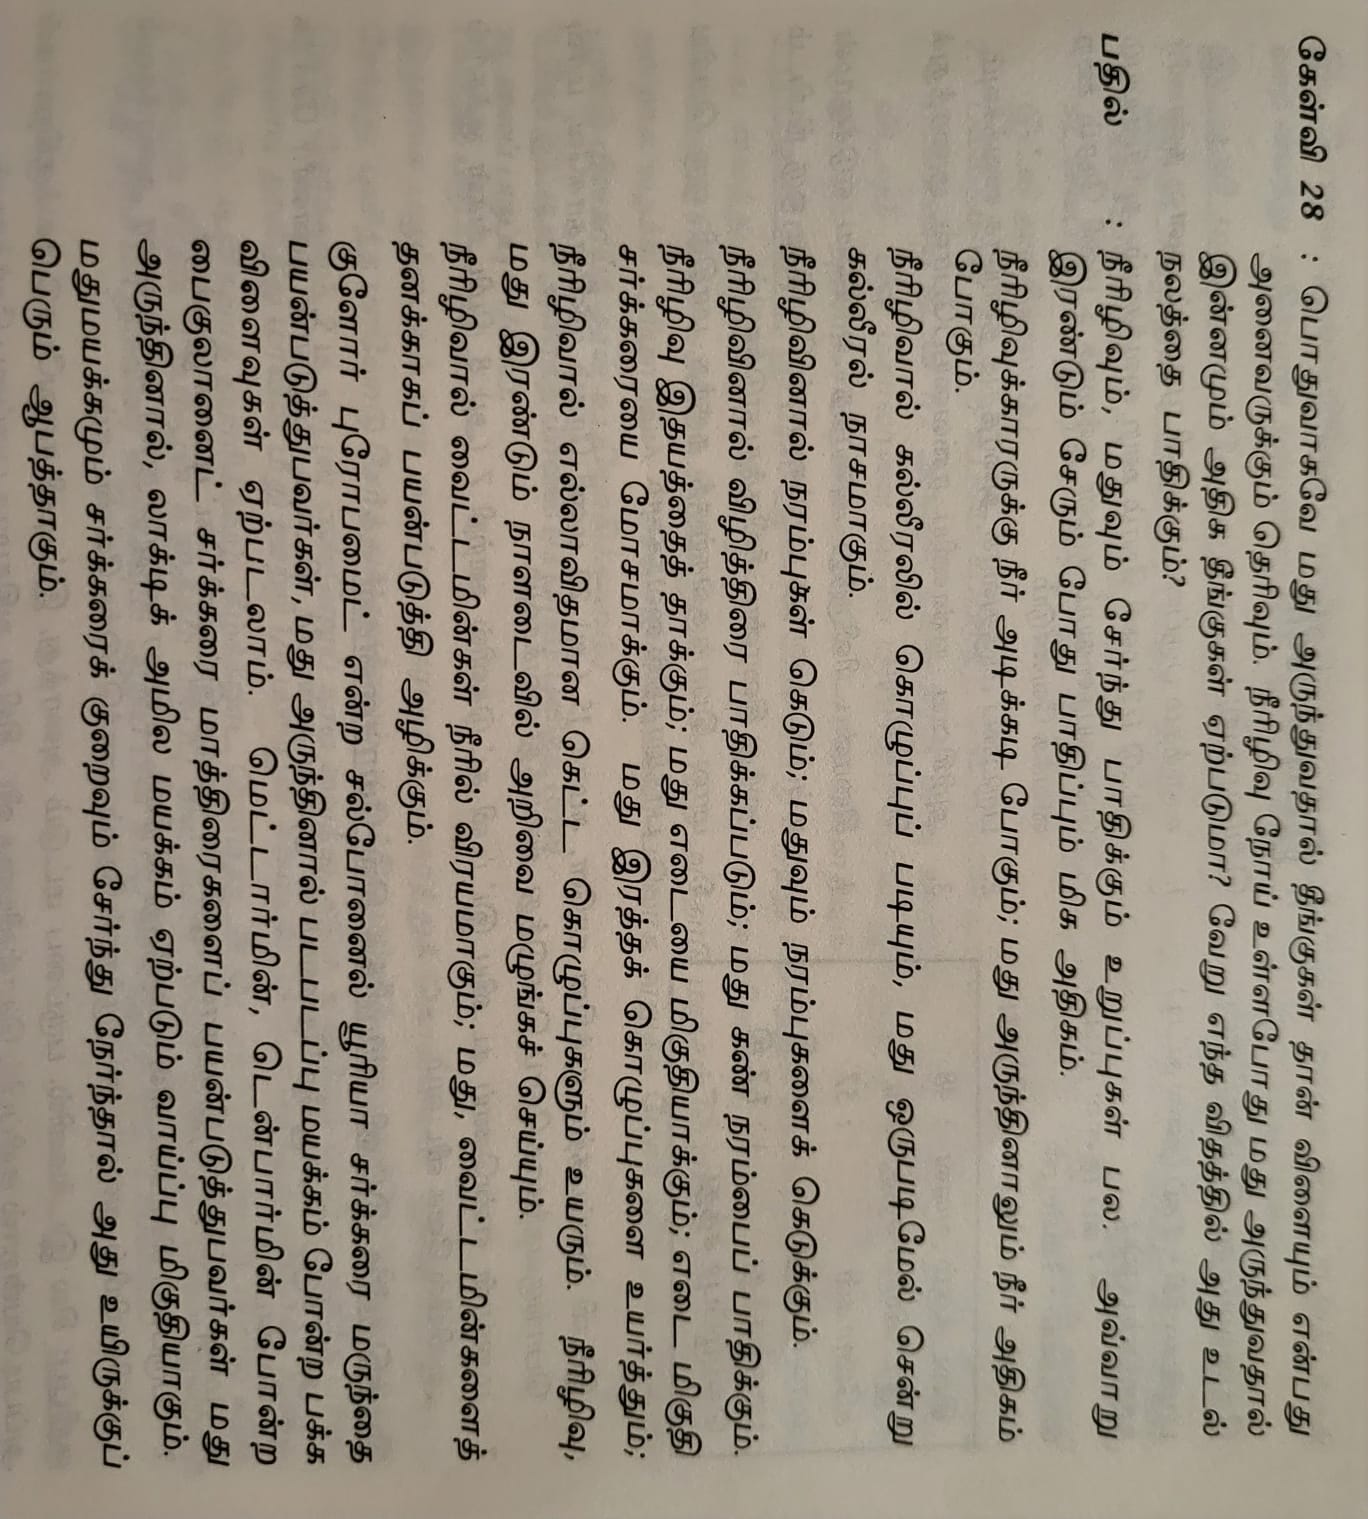 கேள்வி 28 : பொதுவாகவே மது அருந்துவதால் தீங்குகள் தான் விளையும் என்பது
அனைவருக்கும் தெரிவும். நீரிழிவு நோய் உள்ளபோது மது அருந்துவதால்
இன்னமும் அதிக தீங்குகள் ஏற்படுமா? வேறு எந்த விதத்தில் அது உடல்
நலத்தை பாதிக்கும்?
பதில் : நீரிழிவும், மதுவும் சேர்ந்து பாதிக்கும் உறுப்புகள் பல. அவ்வாறு
இரண்டும் சேரும் போது பாதிப்பும் மிக அதிகம்.
நீரிழிவுக்காரருக்கு நீர் அடிக்கடி போகும்; மது அருந்தினாலும் நீர் அதிகம்
போகும்.
நீரிழிவால் கல்லீரலில் கொழுப்புப் படியும், மது ஒருபடிமேல் சென்று
கல்லீரல் நாசமாகும்.
நீரிழிவினால் நரம்புகள் கெடும்; மதுவும் நரம்புகளைக் கெடுக்கும்.
நீரிழிவினால் விழித்திரை பாதிக்கப்படும்; மது கண் நரம்பைப் பாதிக்கும்.
நீரிழிவு இதயத்தைத் தாக்கும்; மது எடையை மிகுதியாக்கும்; எடை மிகுதி
சர்க்கரையை மோசமாக்கும். மது இரத்தக் கொழுப்புகளை உயர்த்தும்;
நீரிழிவால் எல்லாவிதமான கெட்ட கொழுப்புகளும் உயரும். நீரிழிவு,
மது இரண்டும் நாளடைவில் அறிவை மழுங்கச் செய்யும்.
நீரிழிவால் வைட்டமின்கள் நீரில் விரயமாகும்; மது, வைட்டமின்களைத்
தனக்காகப் பயன்படுத்தி அழிக்கும்.
குளோர் புரோபமைட் என்ற சல்போனைல் யூரியா சர்க்கரை மருந்தை
பயன்படுத்துபவர்கள், மது அருந்தினால் படபடப்பு மயக்கம் போன்ற பக்க
விளைவுகள் ஏற்படலாம். மெட்டார்மின், டென்பார்மின் போன்ற
பைகுலானைட் சர்க்கரை மாத்திரைகளைப் பயன்படுத்துபவர்கள் மது
அருந்தினால், லாக்டிக் அமில மயக்கம் ஏற்படும் வாய்ப்பு மிகுதியாகும்.
மதுமயக்கமும் சர்க்கரைக் குறைவும் சேர்ந்து நேர்ந்தால் அது உயிருக்குப்
பெரும் ஆபத்தாகும்.